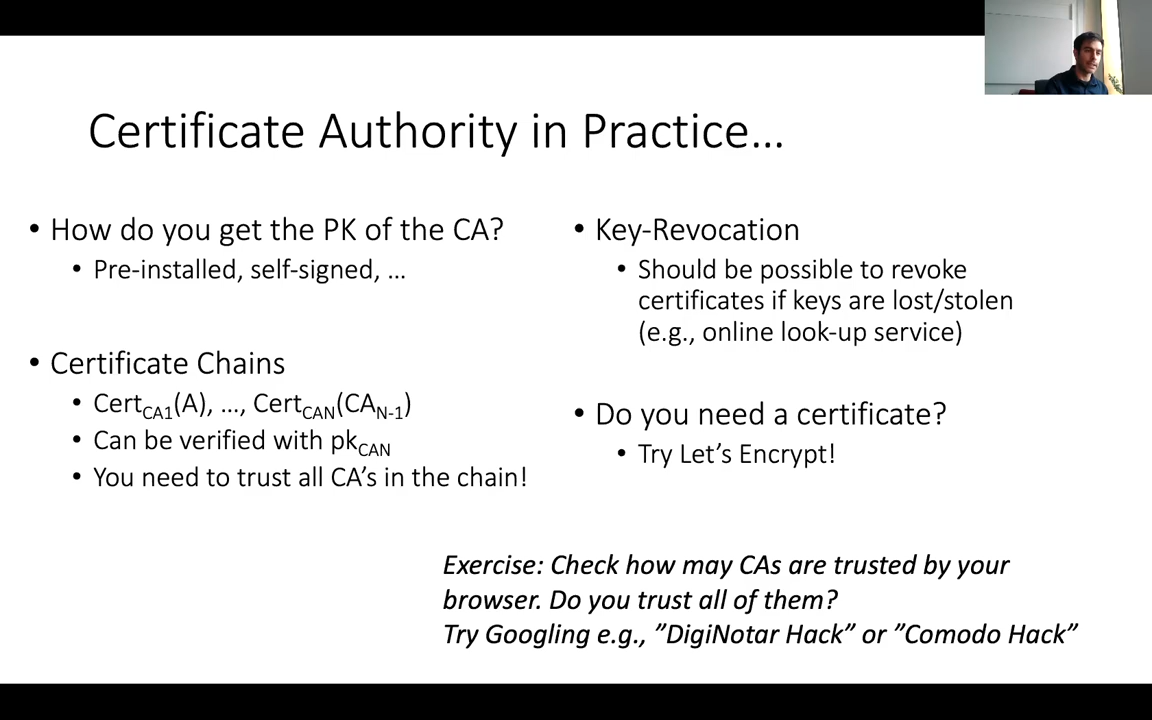 Certificate Authority in Practice…
• How do you get the PK of the CA?
• Pre-installed, self-signed, …
• Certificate Chains
• Cert_CA1(A), …, Cert_CAN(CA_N-1)
• Can be verified with pk_CAN
• You need to trust all CA’s in the chain!
• Key-Revocation
• Should be possible to revoke
certificates if keys are lost/stolen
(e.g., online look-up service)
• Do you need a certificate?
• Try Let’s Encrypt!
Exercise: Check how may CAs are trusted by your
browser. Do you trust all of them?
Try Googling e.g., ”DigiNotar Hack” or ”Comodo Hack”